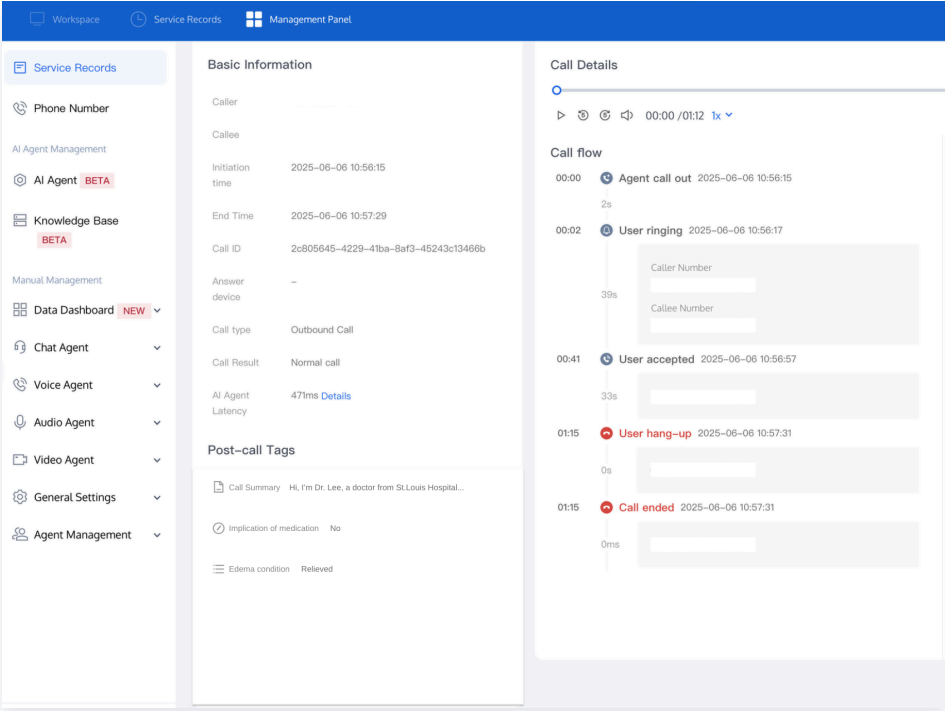 Workspace
Service Records
Management Panel
Service Records
Phone Number
AI Agent Management
AI Agent BETA
Knowledge Base
BETA
Manual Management
Data Dashboard NEW
Chat Agent
Voice Agent
Audio Agent
Video Agent
General Settings
Agent Management
Basic Information
Caller
Callee
Initiation time 2025-06-06 10:56:15
End Time 2025-06-06 10:57:29
Call ID 2c805645-4229-41ba-8af3-45243c13466b
Answer device –
Call type Outbound Call
Call Result Normal call
AI Agent Latency 471ms Details
Post-call Tags
Call Summary Hi, I'm Dr. Lee, a doctor from St.Louis Hospital...
Implication of medication No
Edema condition Relieved
Call Details
00:00 /01:12 1x
Call flow
00:00 Agent call out 2025-06-06 10:56:15
2s
00:02 User ringing 2025-06-06 10:56:17
Caller Number
39s
Callee Number
00:41 User accepted 2025-06-06 10:56:57
33s
01:15 User hang-up 2025-06-06 10:57:31
0s
01:15 Call ended 2025-06-06 10:57:31
0ms